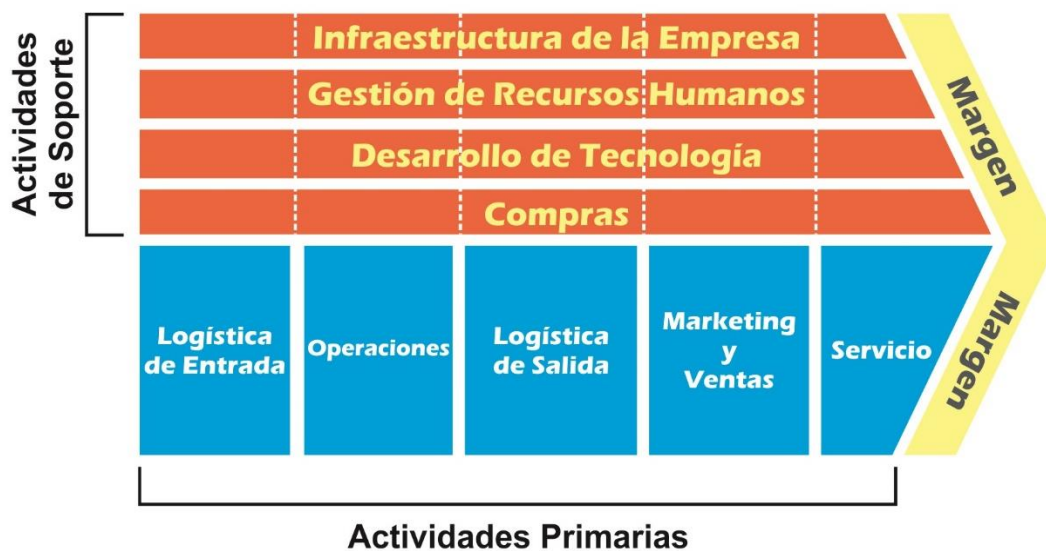 Actividades
de Soporte
Infraestructura de la Empresa
Gestión de Recursos Humanos
Desarrollo de Tecnología
Compras
Margen
Margen
Logística
de Entrada
Operaciones
Logística
de Salida
Marketing
y
Ventas
Servicio
Actividades Primarias